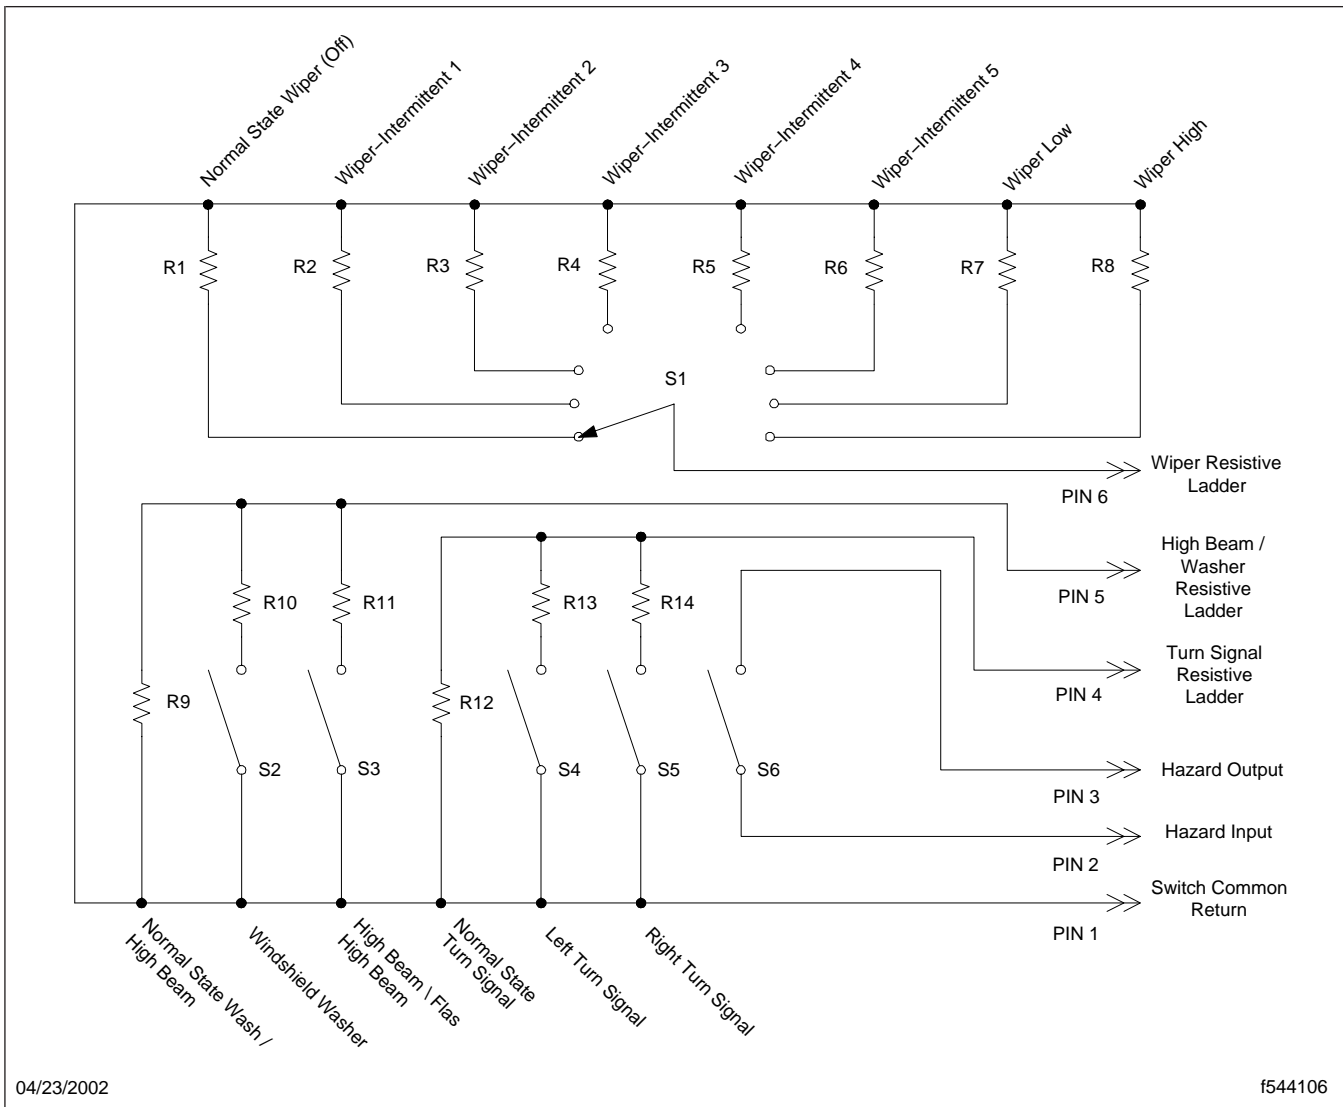 Normal State Wiper (Off)
Wiper–Intermittent 1
Wiper–Intermittent 2
Wiper–Intermittent 3
Wiper–Intermittent 4
Wiper–Intermittent 5
Wiper Low
Wiper High
R1
R2
R3
R4
R5
R6
R7
R8
S1
Wiper Resistive
Ladder
PIN 6
High Beam /
Washer
Resistive
Ladder
PIN 5
R10
R11
R13
R14
Turn Signal
Resistive
Ladder
PIN 4
R9
R12
S2
S3
S4
S5
S6
Hazard Output
PIN 3
Hazard Input
PIN 2
Switch Common
Return
PIN 1
Normal State Wash /
High Beam
Windshield Washer
High Beam \ Flas
High Beam
Normal State
Turn Signal
Left Turn Signal
Right Turn Signal
04/23/2002
f544106